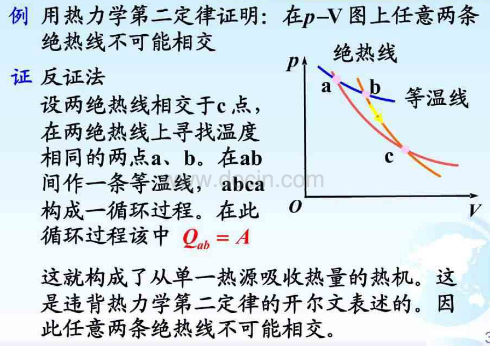 例 用热力学第二定律证明：在p–V 图上任意两条
绝热线不可能相交
证 反证法
设两绝热线相交于c 点，
在两绝热线上寻找温度
相同的两点a、b。在ab
间作一条等温线， abca
构成一循环过程。在此
循环过程该中 Qab = A
p
绝热线
a
b
等温线
c
O
V
www.docin.com
这就构成了从单一热源吸收热量的热机。这
是违背热力学第二定律的开尔文表述的。因
此任意两条绝热线不可能相交。
3